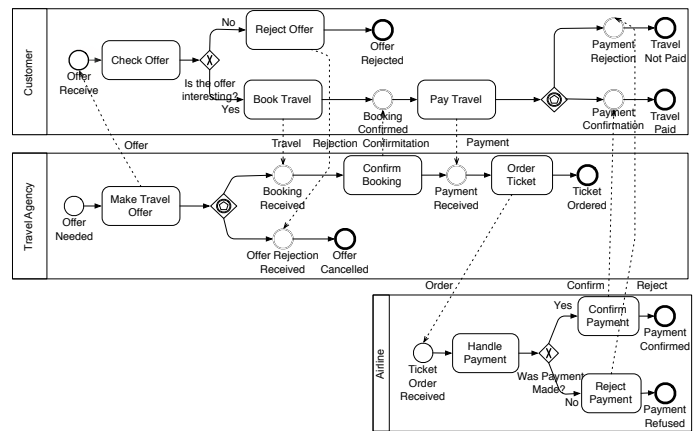 Customer
Offer
Receive
Check Offer
Is the offer
interesting?
No
Yes
Reject Offer
Offer
Rejected
Book Travel
Booking
Confirmed
Pay Travel
Payment
Rejection
Travel
Not Paid
Payment
Confirmation
Travel
Paid
Offer
Travel
Rejection
Confirmitation
Payment
Travel Agency
Offer
Needed
Make Travel
Offer
Booking
Received
Offer Rejection
Received
Offer
Cancelled
Confirm
Booking
Payment
Received
Order
Ticket
Ticket
Ordered
Order
Confirm
Reject
Airline
Ticket
Order
Received
Handle
Payment
Was Payment
Made?
Yes
No
Confirm
Payment
Payment
Confirmed
Reject
Payment
Payment
Refused